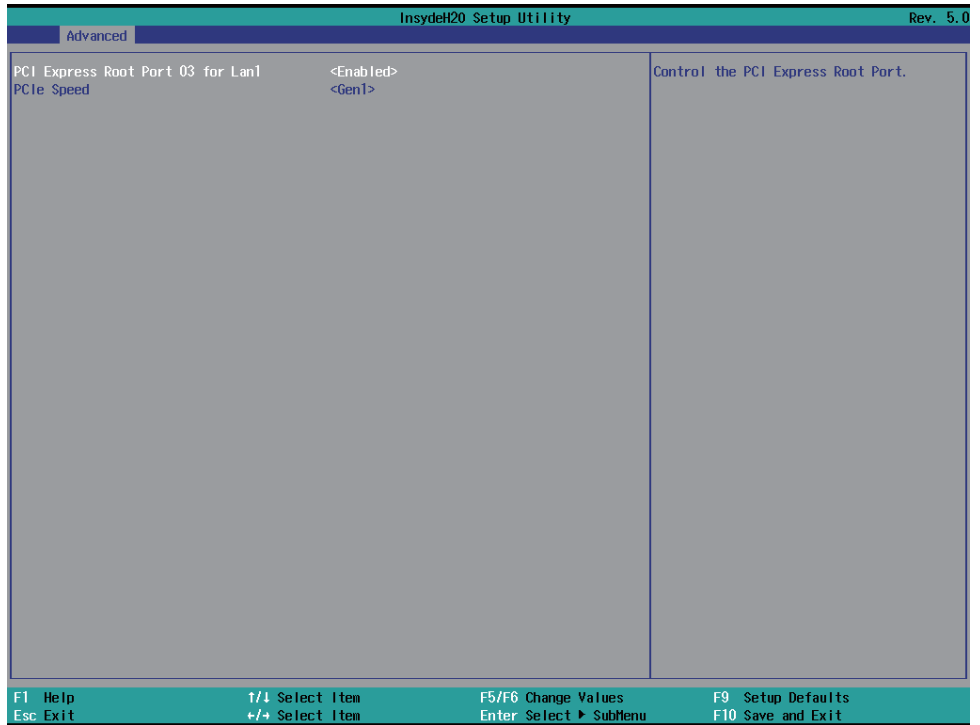 InsydeH20 Setup Utility Rev. 5.0
Advanced
PCI Express Root Port 03 for Lan1 <Enabled> Control the PCI Express Root Port.
PCIe Speed <Gen1>
F1 Help ↑/↓ Select Item F5/F6 Change Values F9 Setup Defaults
Esc Exit ←/→ Select Item Enter Select ▶ SubMenu F10 Save and Exit